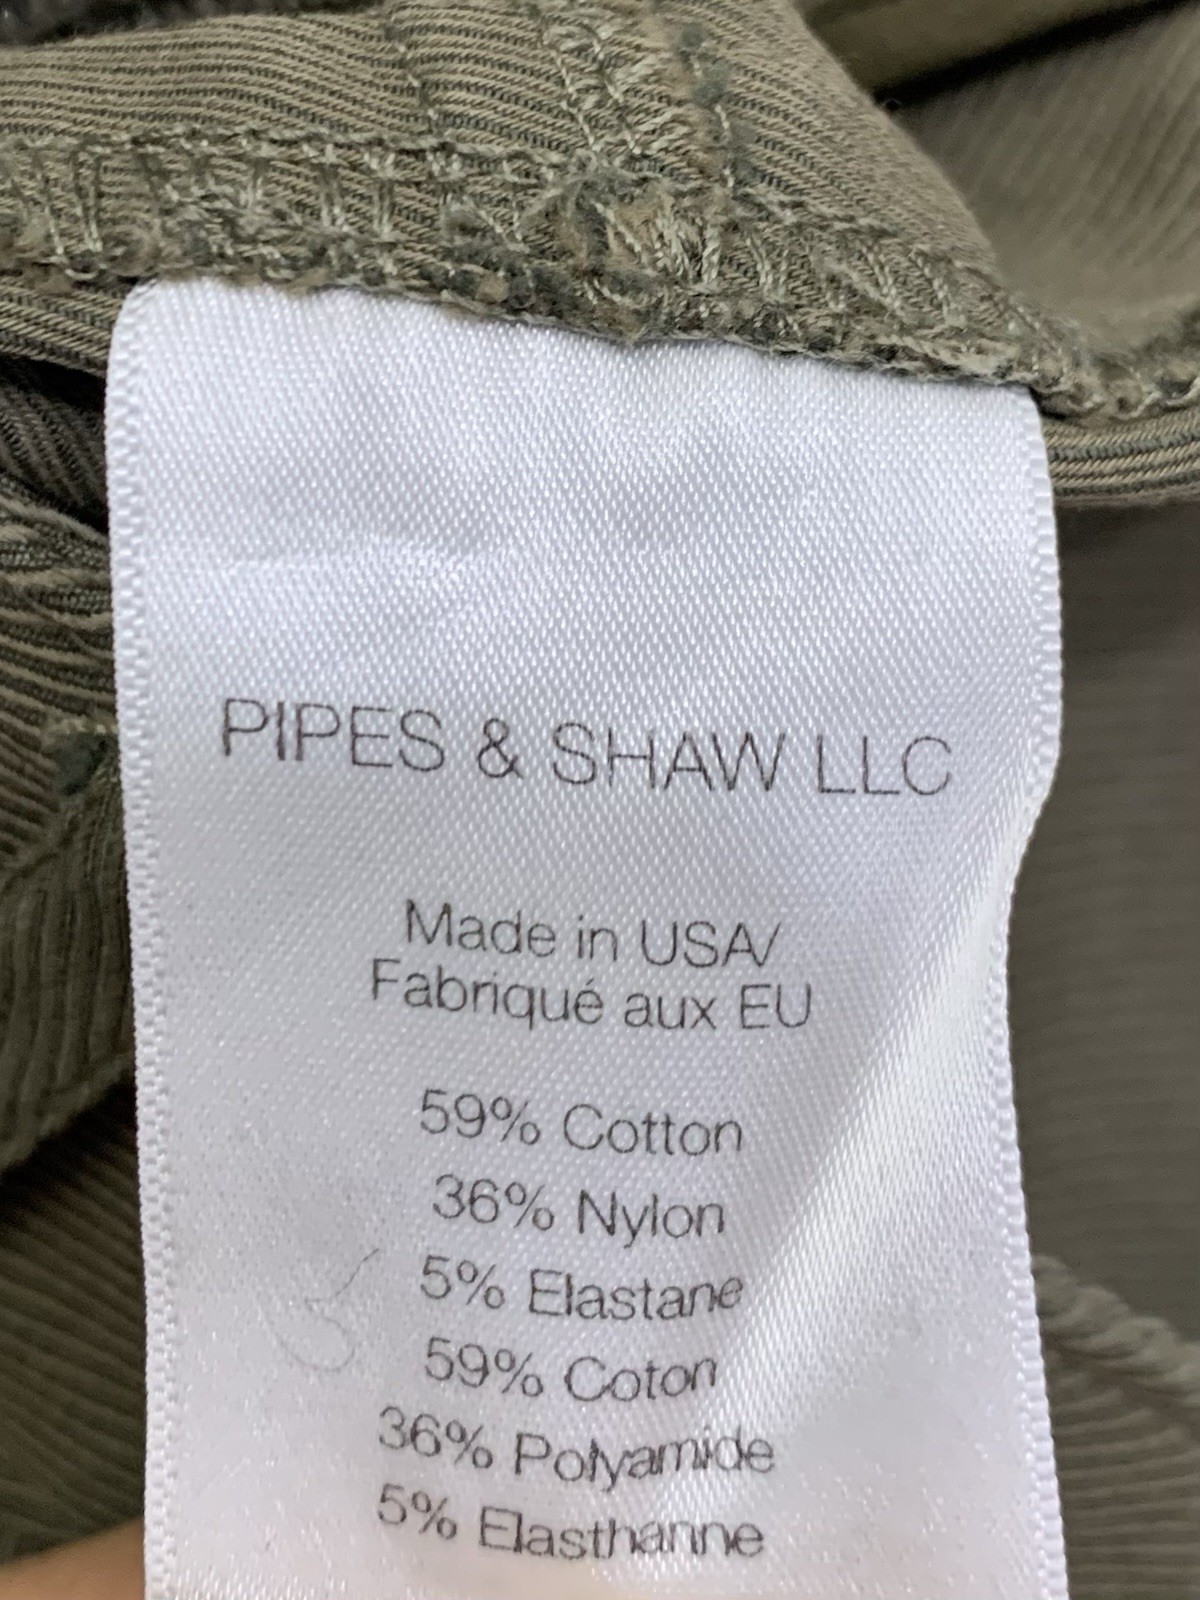 PIPES & SHAW LLC
Made in USA/
Fabriqué aux EU
59% Cotton
36% Nylon
5% Elastane
59% Coton
36% Polyamide
5% Elasthanne